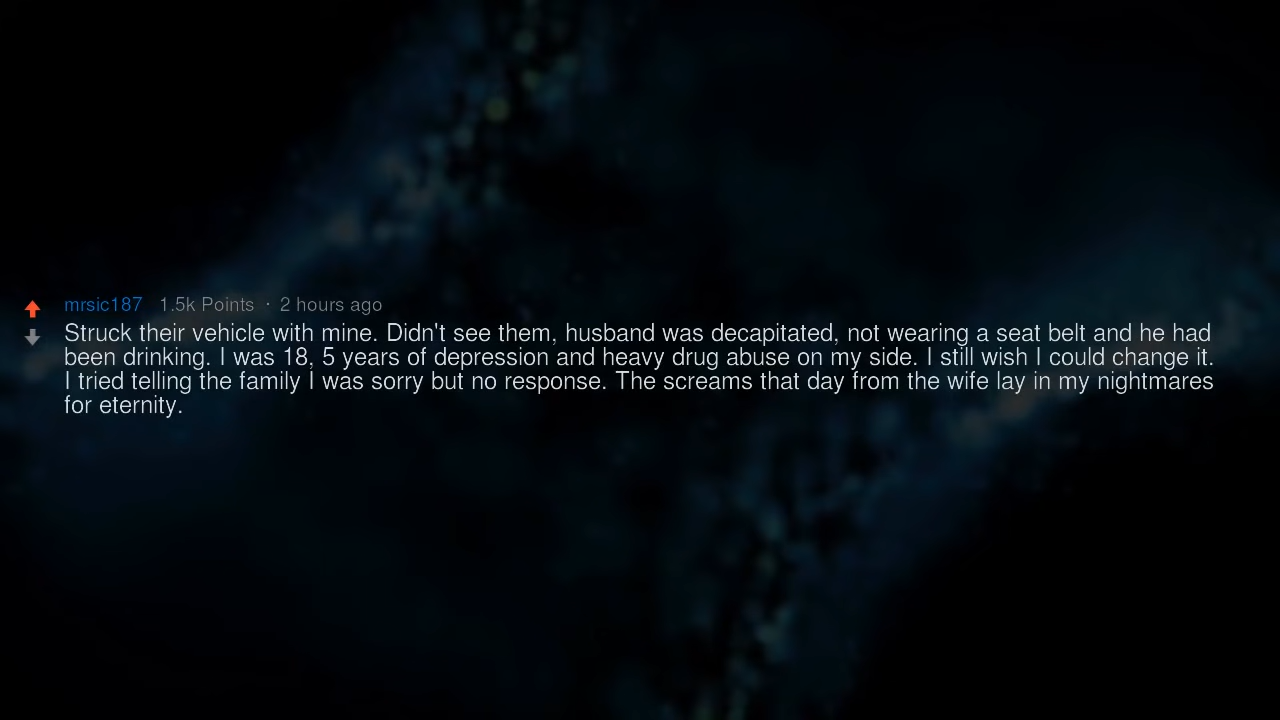 mrsic187 1.5k Points · 2 hours ago
Struck their vehicle with mine. Didn't see them, husband was decapitated, not wearing a seat belt and he had
been drinking. I was 18, 5 years of depression and heavy drug abuse on my side. I still wish I could change it.
I tried telling the family I was sorry but no response. The screams that day from the wife lay in my nightmares
for eternity.